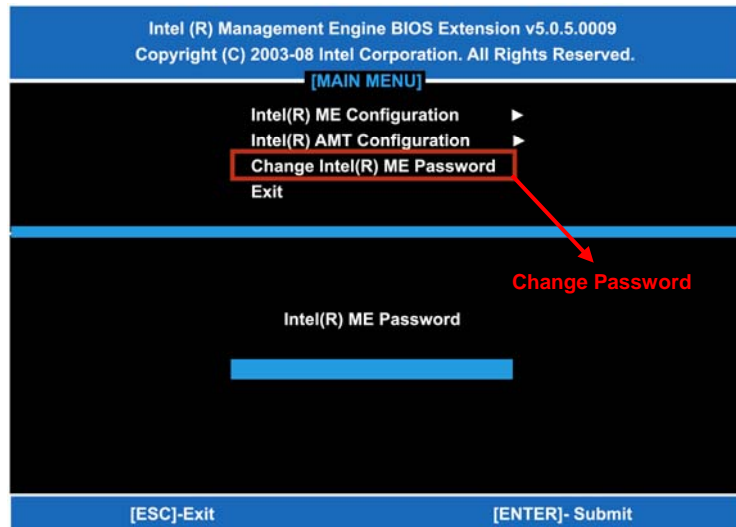 Intel (R) Management Engine BIOS Extension v5.0.5.0009
Copyright (C) 2003-08 Intel Corporation. All Rights Reserved.
[MAIN MENU]
Intel(R) ME Configuration ►
Intel(R) AMT Configuration ►
Change Intel(R) ME Password
Exit
Change Password
Intel(R) ME Password
[ESC]-Exit [ENTER]- Submit